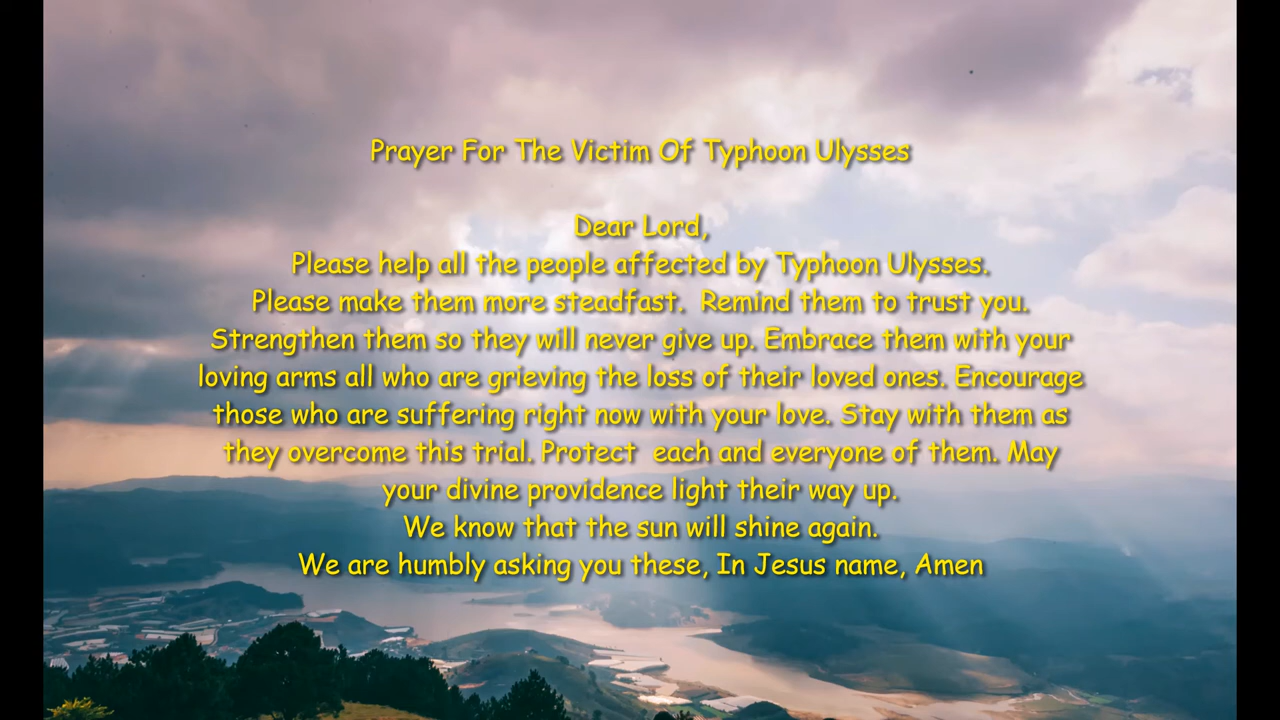 Prayer For The Victim Of Typhoon Ulysses
Dear Lord,
Please help all the people affected by Typhoon Ulysses.
Please make them more steadfast.  Remind them to trust you.
Strengthen them so they will never give up. Embrace them with your
loving arms all who are grieving the loss of their loved ones. Encourage
those who are suffering right now with your love. Stay with them as
they overcome this trial. Protect  each and everyone of them. May
your divine providence light their way up.
We know that the sun will shine again.
We are humbly asking you these, In Jesus name, Amen